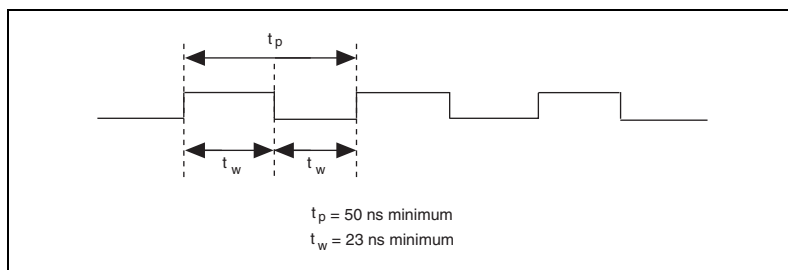 t p
t w
t w
t p = 50 ns minimum
t w = 23 ns minimum